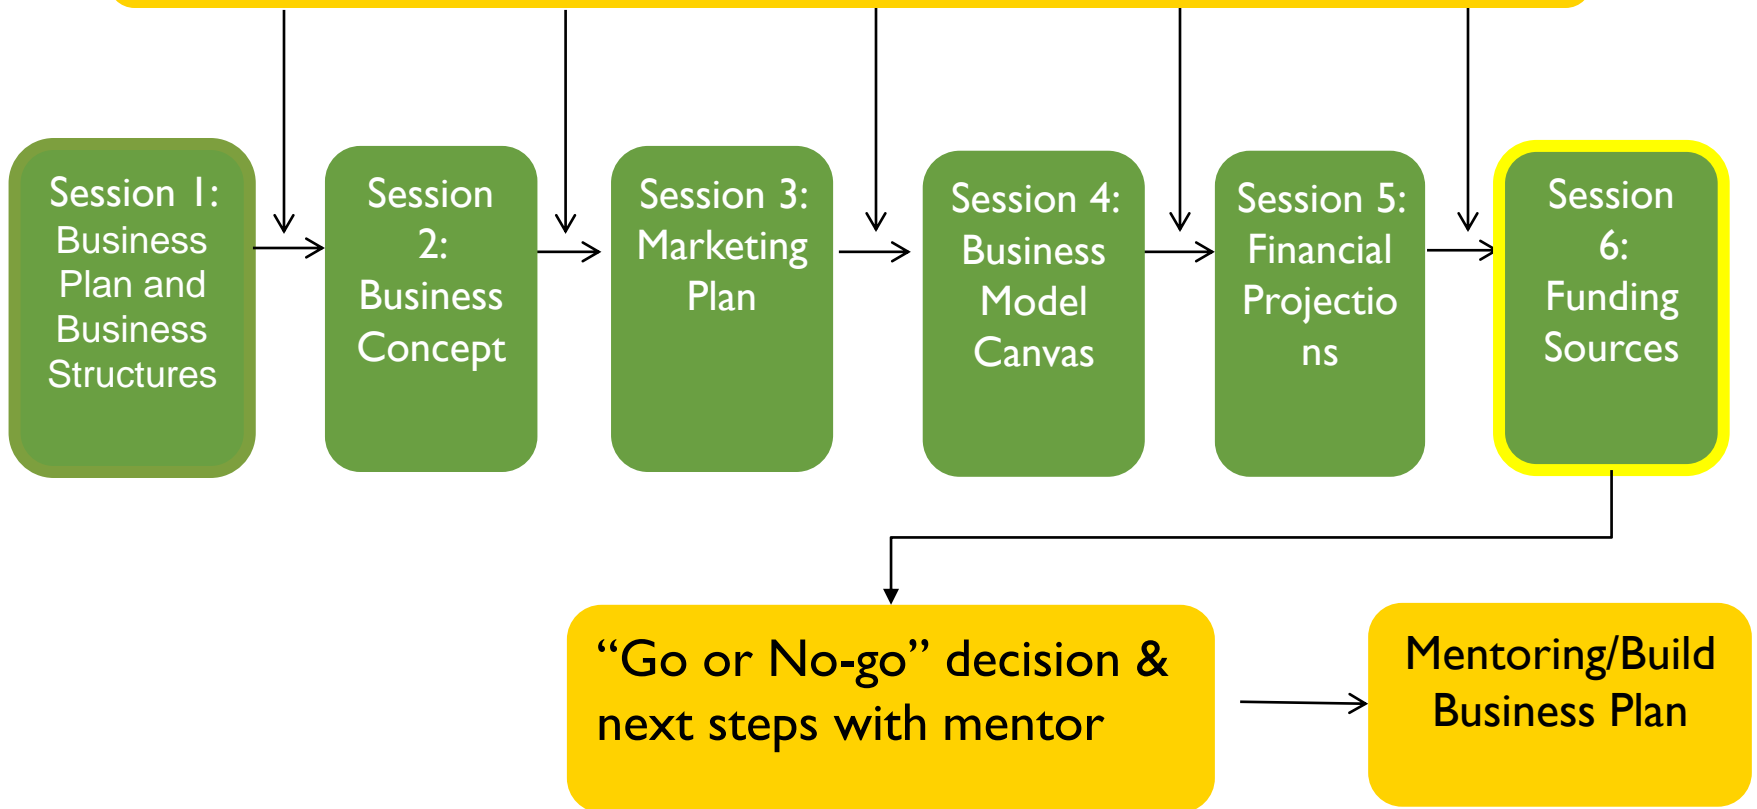 Session 1:
Business
Plan and
Business
Structures
Session
2:
Business
Concept
Session 3:
Marketing
Plan
Session 4:
Business
Model
Canvas
Session 5:
Financial
Projectio
ns
Session
6:
Funding
Sources
“Go or No-go” decision &
next steps with mentor
Mentoring/Build
Business Plan